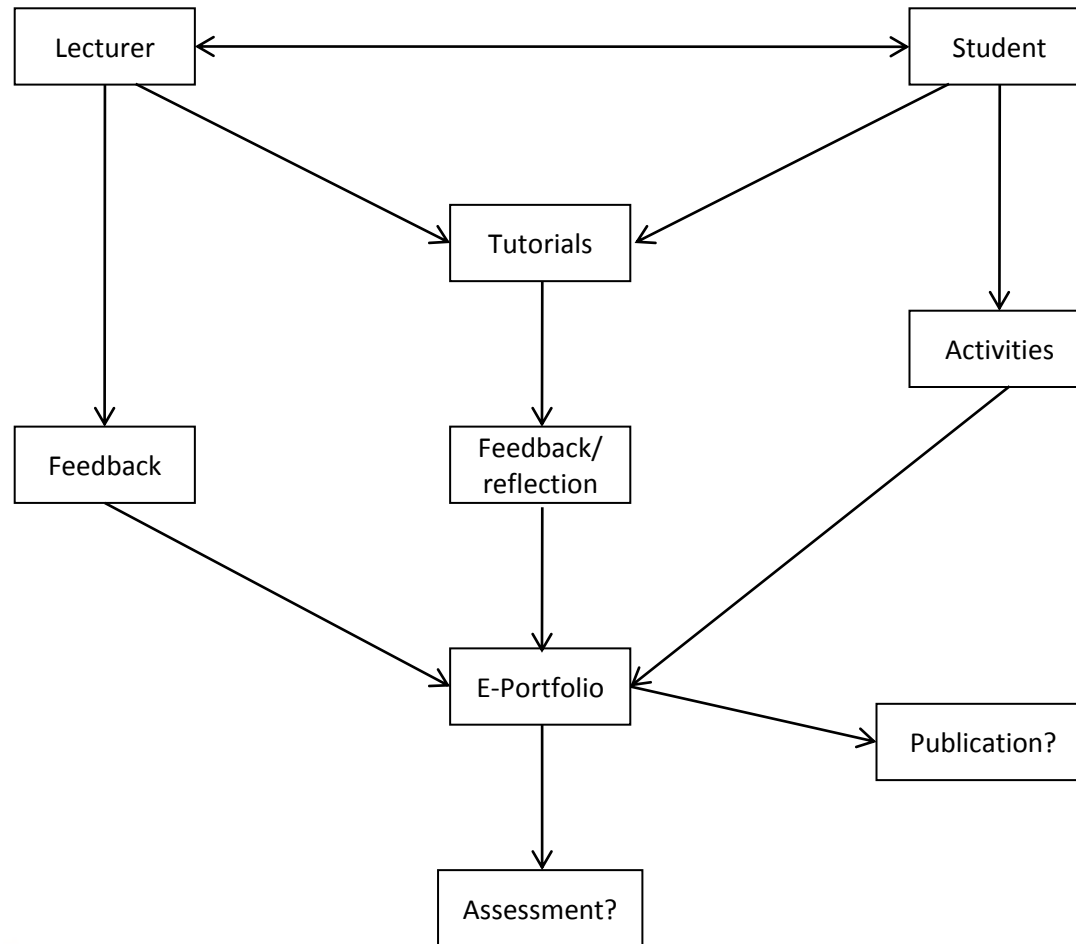 Lecturer
Student
Tutorials
Activities
Feedback
Feedback/
reflection
E-Portfolio
Publication?
Assessment?